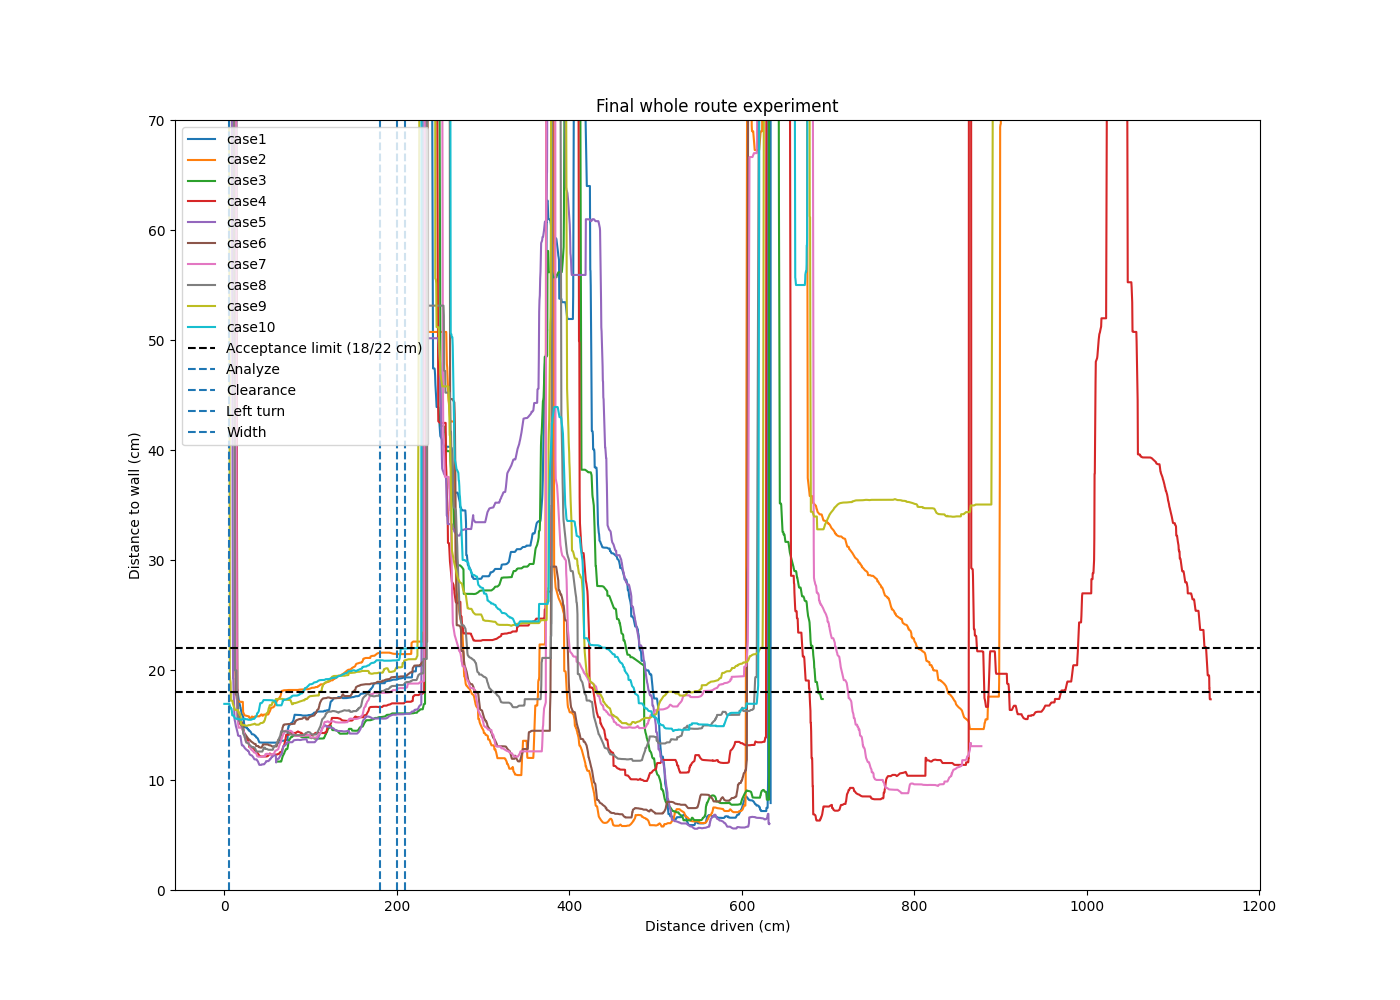 Final whole route experiment
70
60
50
40
30
20
10
0
Distance to wall (cm)
case1
case2
case3
case4
case5
case6
case7
case8
case9
case10
Acceptance limit (18/22 cm)
Analyze
Clearance
Left turn
Width
0 200 400 600 800 1000 1200
Distance driven (cm)